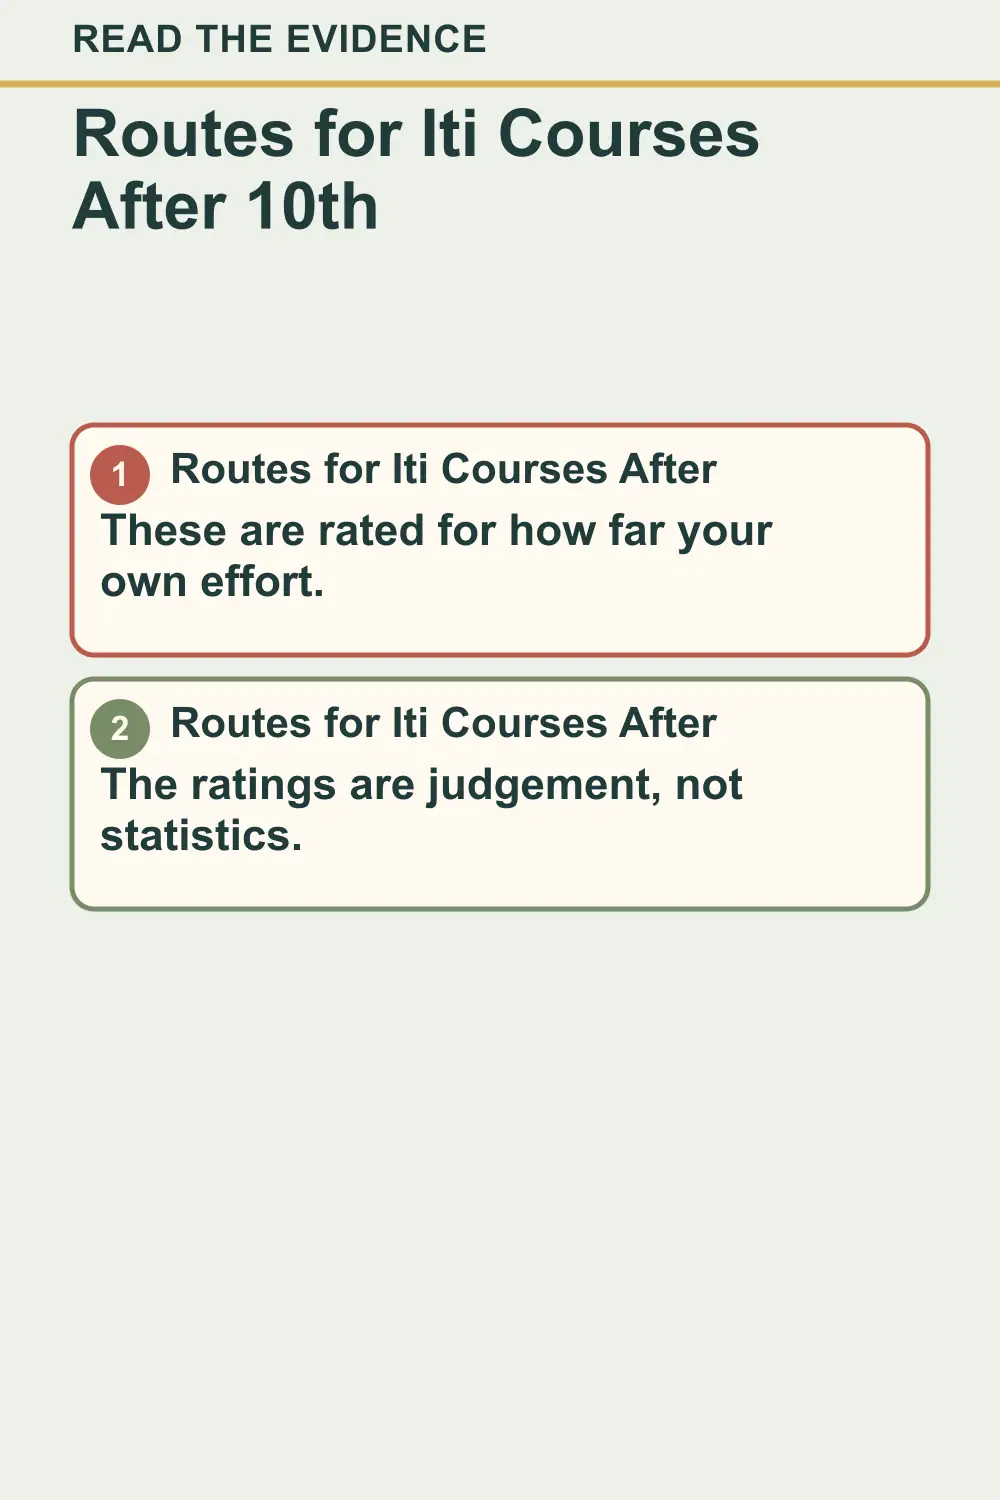 READ THE EVIDENCE
Routes for Iti Courses
After 10th
1
Routes for Iti Courses After
These are rated for how far your
own effort.
2
Routes for Iti Courses After
The ratings are judgement, not
statistics.